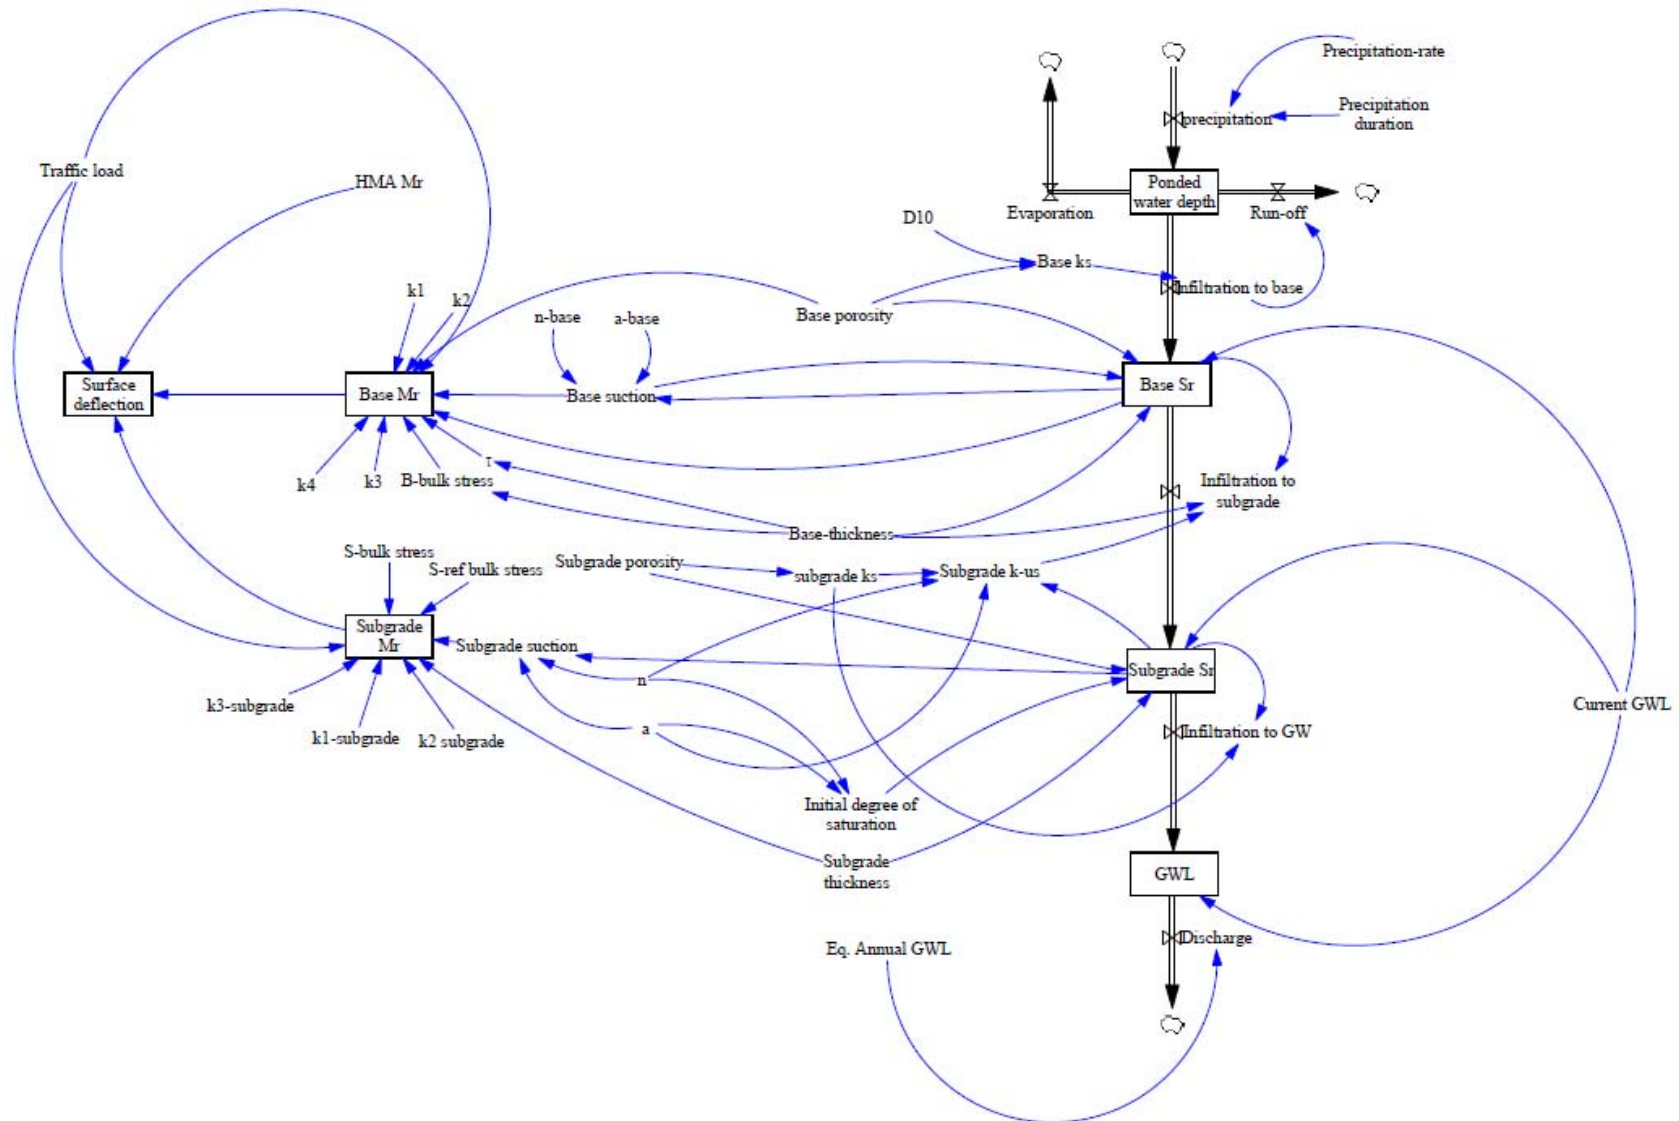 Precipitation-rate
Precipitation
duration
precipitation
Traffic load
HMA Mr
Ponded
water depth
Evaporation
Run-off
D10
Base ks
Infiltration to base
k1
k2
n-base
a-base
Base porosity
Surface
deflection
Base Mr
Base suction
Base Sr
k4
k3
τ
B-bulk stress
Infiltration to
subgrade
Base-thickness
S-bulk stress
S-ref bulk stress
Subgrade porosity
subgrade ks
Subgrade k-us
Subgrade
Mr
Subgrade suction
n
Subgrade Sr
k3-subgrade
k1-subgrade
k2 subgrade
a
Current GWL
Infiltration to GW
Initial degree of
saturation
Subgrade
thickness
GWL
Eq. Annual GWL
Discharge